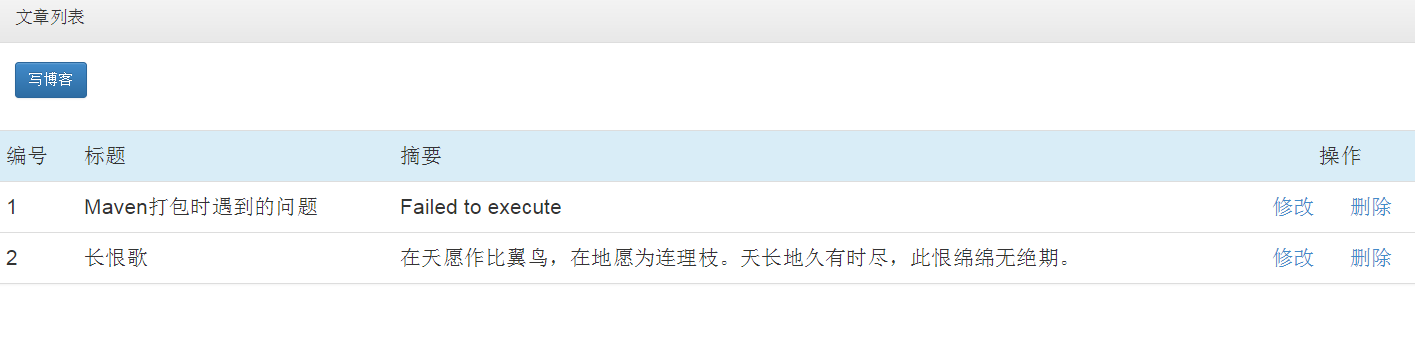 文章列表
写博客
编号 标题 摘要 操作
1 Maven打包时遇到的问题 Failed to execute 修改 删除
2 长恨歌 在天愿作比翼鸟，在地愿为连理枝。天长地久有时尽，此恨绵绵无绝期。 修改 删除